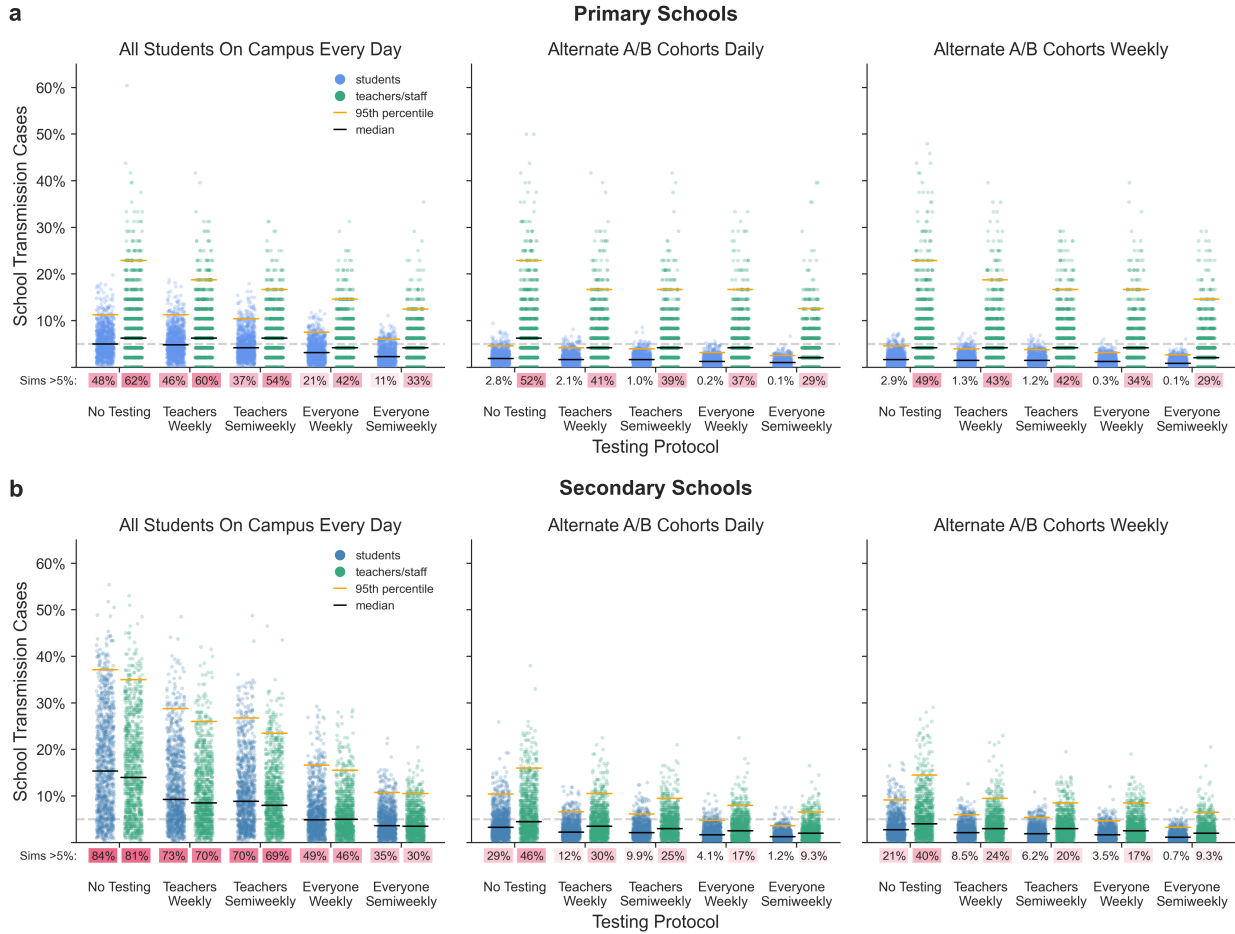 a
Primary Schools
All Students On Campus Every Day
Alternate A/B Cohorts Daily
Alternate A/B Cohorts Weekly
School Transmission Cases
60%
50%
40%
30%
20%
10%
students
teachers/staff
95th percentile
median
Sims >5%: 48% 62% 46% 60% 37% 54% 21% 42% 11% 33%
2.8% 52% 2.1% 41% 1.0% 39% 0.2% 37% 0.1% 29%
2.9% 49% 1.3% 43% 1.2% 42% 0.3% 34% 0.1% 29%
No Testing Teachers Teachers Everyone Everyone
Weekly Semiweekly Weekly Semiweekly
No Testing Teachers Teachers Everyone Everyone
Weekly Semiweekly Weekly Semiweekly
No Testing Teachers Teachers Everyone Everyone
Weekly Semiweekly Weekly Semiweekly
Testing Protocol
b
Secondary Schools
All Students On Campus Every Day
Alternate A/B Cohorts Daily
Alternate A/B Cohorts Weekly
School Transmission Cases
60%
50%
40%
30%
20%
10%
students
teachers/staff
95th percentile
median
Sims >5%: 84% 81% 73% 70% 70% 69% 49% 46% 35% 30%
29% 46% 12% 30% 9.9% 25% 4.1% 17% 1.2% 9.3%
21% 40% 8.5% 24% 6.2% 20% 3.5% 17% 0.7% 9.3%
No Testing Teachers Teachers Everyone Everyone
Weekly Semiweekly Weekly Semiweekly
No Testing Teachers Teachers Everyone Everyone
Weekly Semiweekly Weekly Semiweekly
No Testing Teachers Teachers Everyone Everyone
Weekly Semiweekly Weekly Semiweekly
Testing Protocol